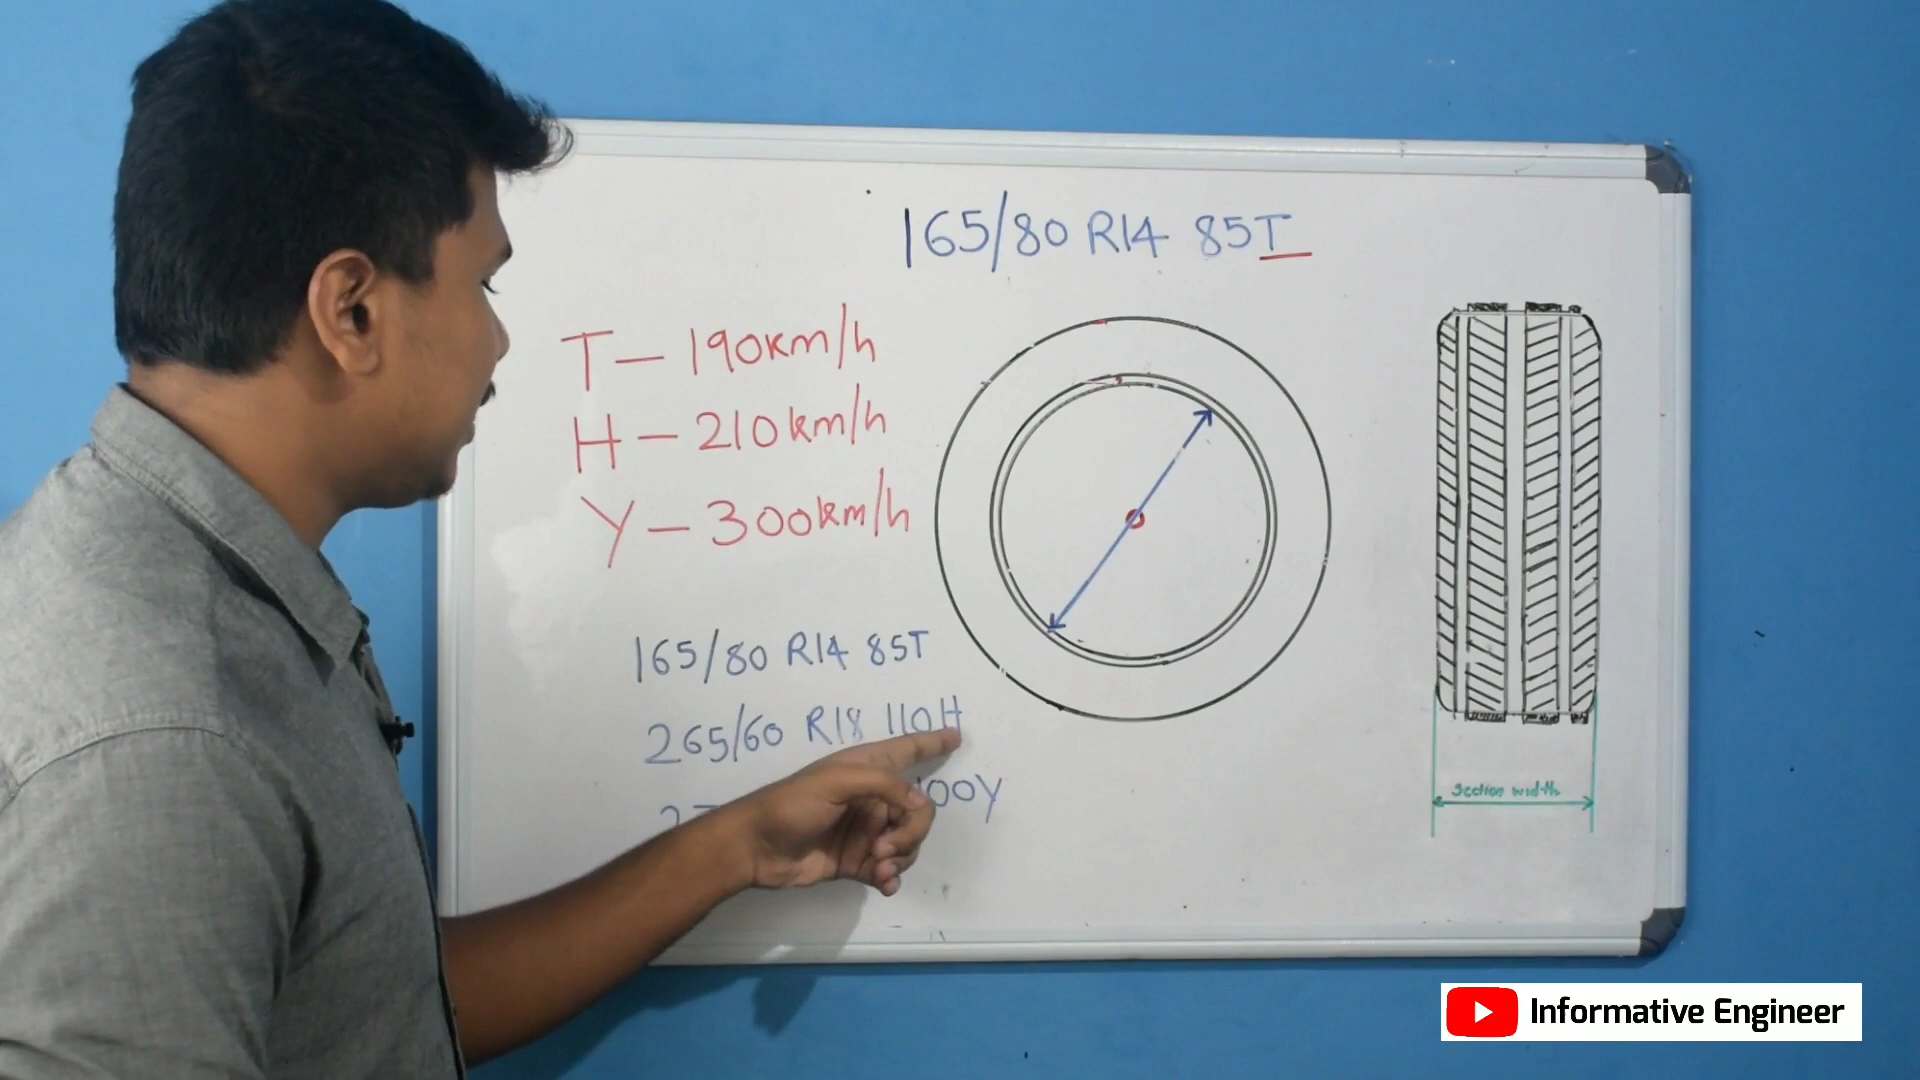 165/80 R14 85T
T – 190km/h
H – 210km/h
Y – 300km/h
165/80 R14 85T
265/60 R18 110H
100Y
Section width
Informative Engineer